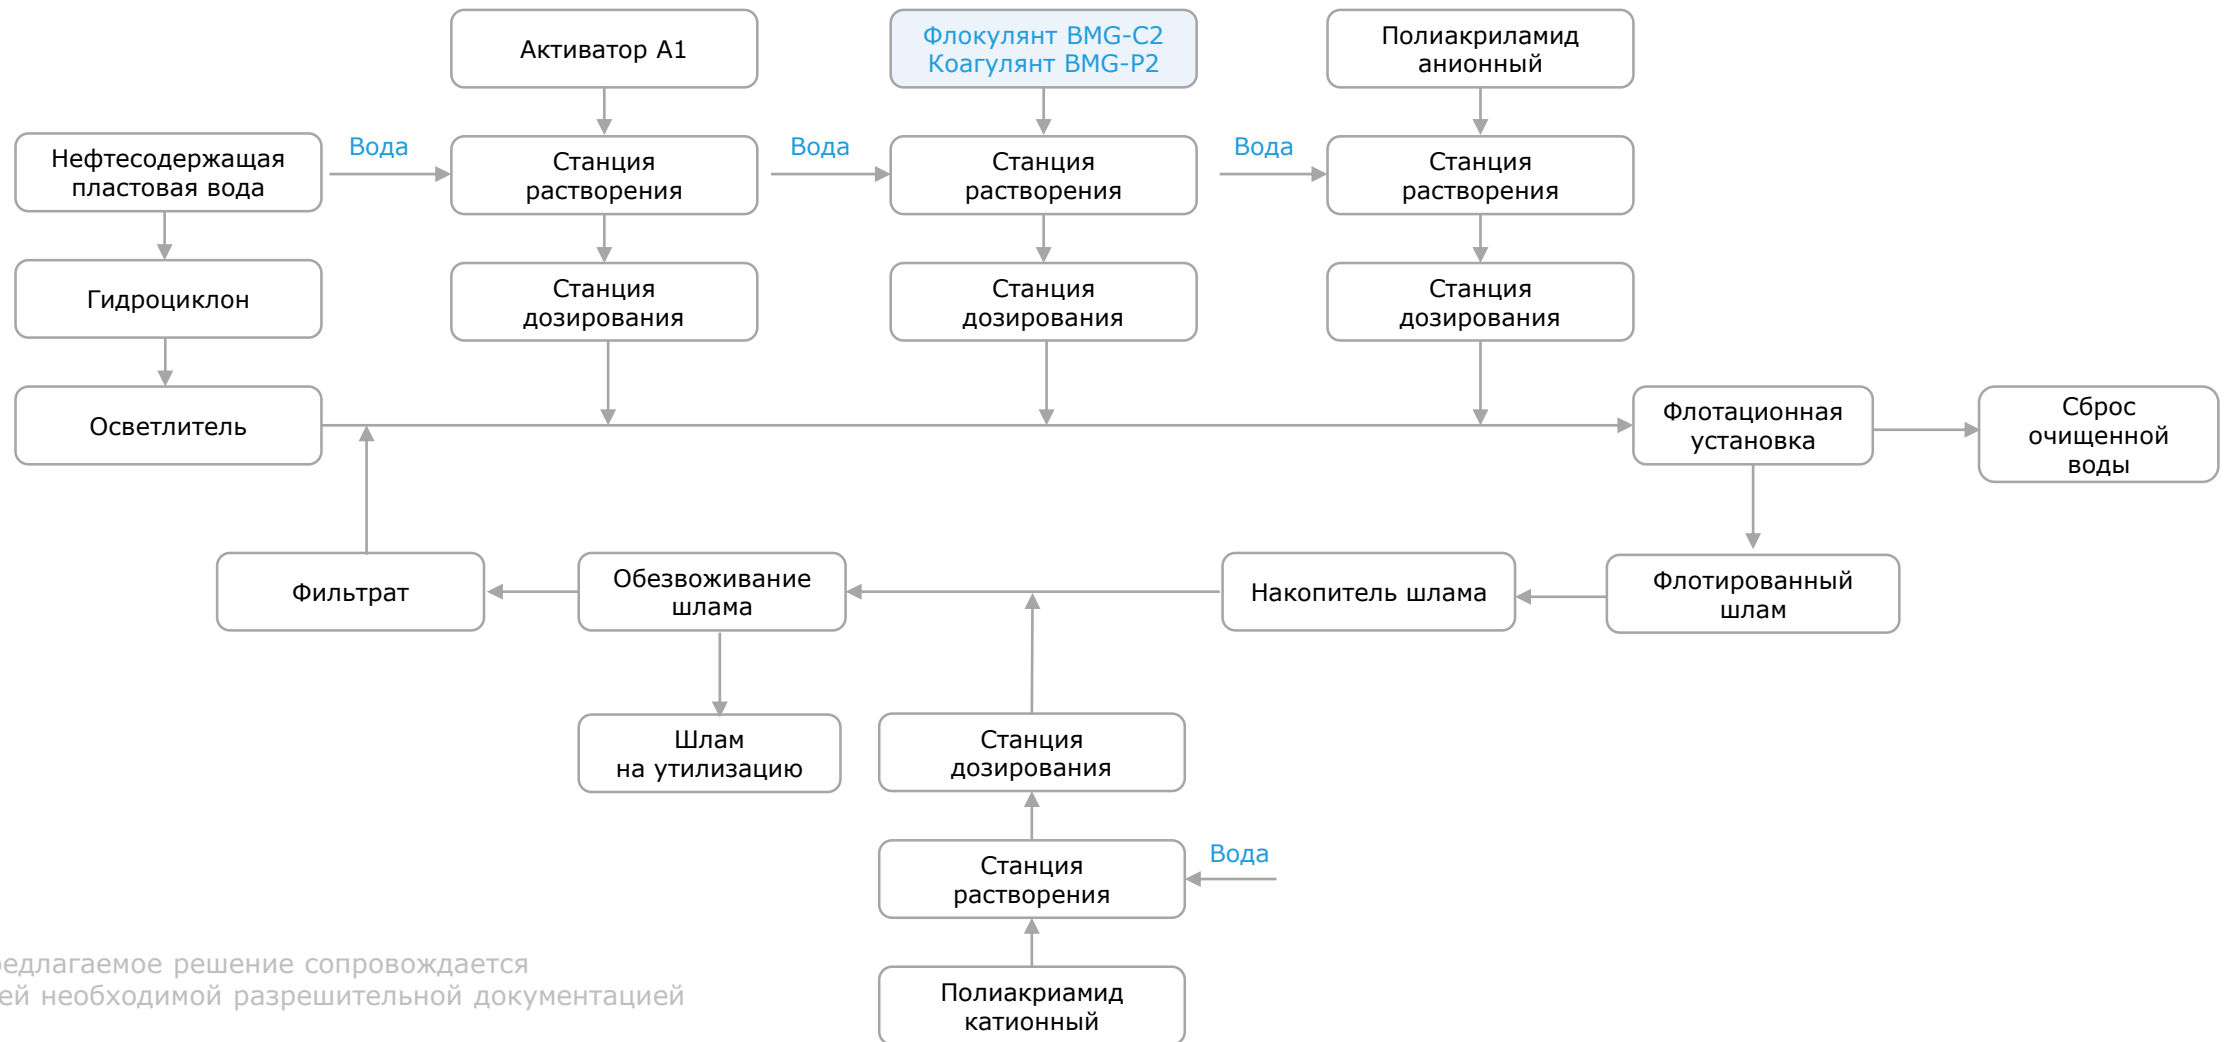 Активатор А1
Флокулянт BMG-C2
Коагулянт BMG-P2
Полиакриламид
анионный
Нефтесодержащая
пластовая вода
Вода
Станция
растворения
Вода
Станция
растворения
Вода
Станция
растворения
Гидроциклон
Станция
дозирования
Станция
дозирования
Станция
дозирования
Осветлитель
Флотационная
установка
Сброс
очищенной
воды
Фильтрат
Обезвоживание
шлама
Накопитель шлама
Флотированный
шлам
Шлам
на утилизацию
Станция
дозирования
Станция
растворения
Вода
Полиакриамид
катионный
редлагаемое решение сопровождается
ей необходимой разрешительной документацией